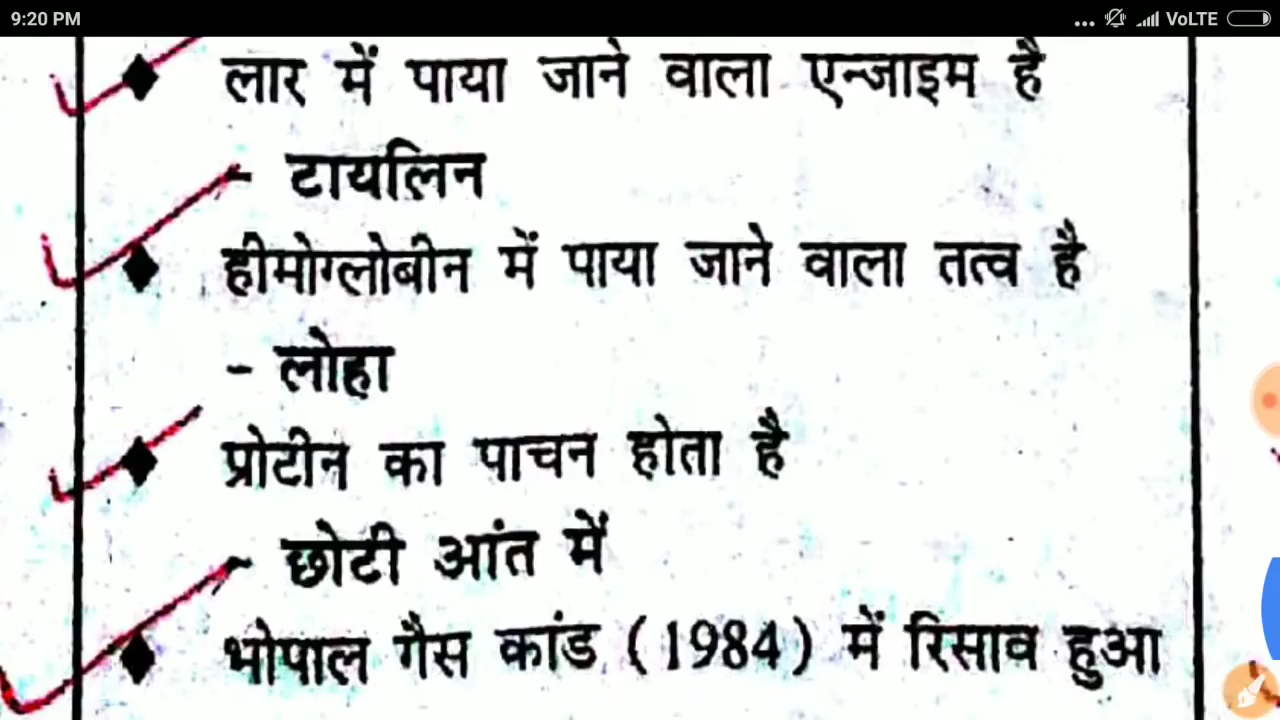 9:20 PM ... VoLTE
♦ लार में पाया जाने वाला एन्जाइम है
- टायलिन
♦ हीमोग्लोबीन में पाया जाने वाला तत्व है
- लोहा
♦ प्रोटीन का पाचन होता है
- छोटी आंत में
♦ भोपाल गैस कांड (1984) में रिसाव हुआ